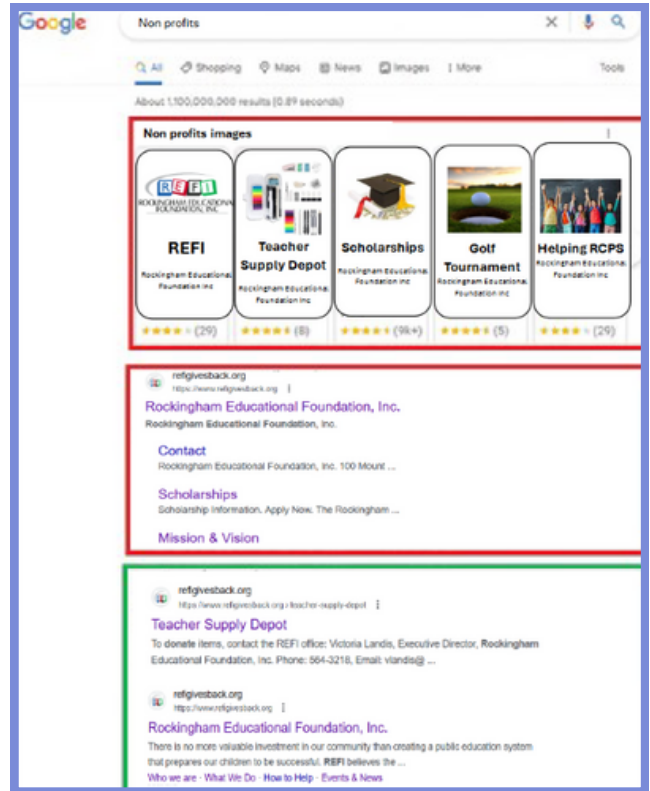 Google
Non profits
All Shopping Maps News Images More Tools
About 1,100,000,000 results (0.89 seconds)
Non profits images
REFI
ROCKINGHAM EDUCATIONAL
FOUNDATION, INC.
REFI
Rockingham Educational
Foundation Inc
(29)
Teacher
Supply Depot
Rockingham Educational
Foundation Inc
(8)
Scholarships
Rockingham Educational
Foundation Inc
(9k+)
Golf
Tournament
Rockingham Educational
Foundation Inc
(5)
Helping RCPS
Rockingham Educational
Foundation Inc
(29)
refigivesback.org
https://www.refigivesback.org
Rockingham Educational Foundation, Inc.
Rockingham Educational Foundation, Inc.
Contact
Rockingham Educational Foundation, Inc. 100 Mount ...
Scholarships
Scholarship Information. Apply Now. The Rockingham ...
Mission & Vision
refigivesback.org
https://www.refigivesback.org › teacher-supply-depot
Teacher Supply Depot
To donate items, contact the REFI office: Victoria Landis, Executive Director, Rockingham
Educational Foundation, Inc. Phone: 564-3218, Email: vlandis@ ...
refigivesback.org
https://www.refigivesback.org
Rockingham Educational Foundation, Inc.
There is no more valuable investment in our community than creating a public education system
that prepares our children to be successful. REFI believes the ...
Who we are · What We Do · How to Help · Events & News